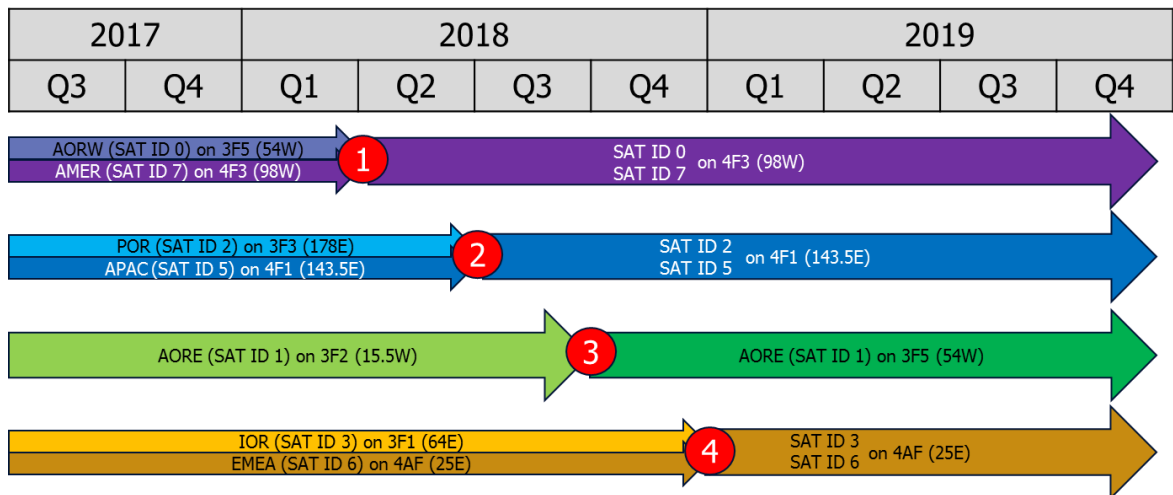 2017 2018 2019
Q3 Q4 Q1 Q2 Q3 Q4 Q1 Q2 Q3 Q4
AORW (SAT ID 0) on 3F5 (54W)
AMER (SAT ID 7) on 4F3 (98W)
1
SAT ID 0
SAT ID 7
on 4F3 (98W)
POR (SAT ID 2) on 3F3 (178E)
APAC (SAT ID 5) on 4F1 (143.5E)
2
SAT ID 2
SAT ID 5
on 4F1 (143.5E)
AORE (SAT ID 1) on 3F2 (15.5W)
3
AORE (SAT ID 1) on 3F5 (54W)
IOR (SAT ID 3) on 3F1 (64E)
EMEA (SAT ID 6) on 4AF (25E)
4
SAT ID 3
SAT ID 6
on 4AF (25E)